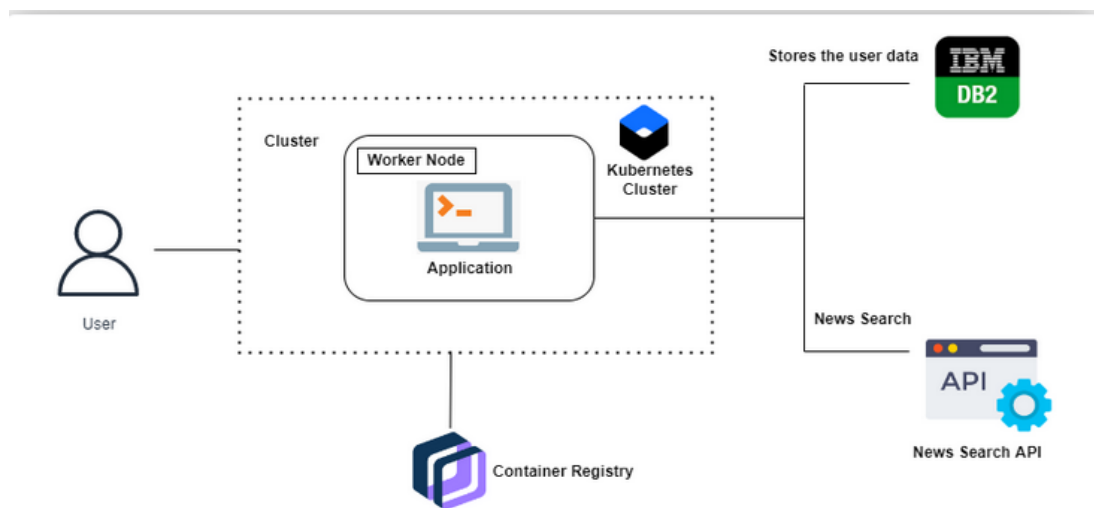 Stores the user data
IBM
DB2
Cluster
Worker Node
Kubernetes
Cluster
Application
User
News Search
API
News Search API
Container Registry